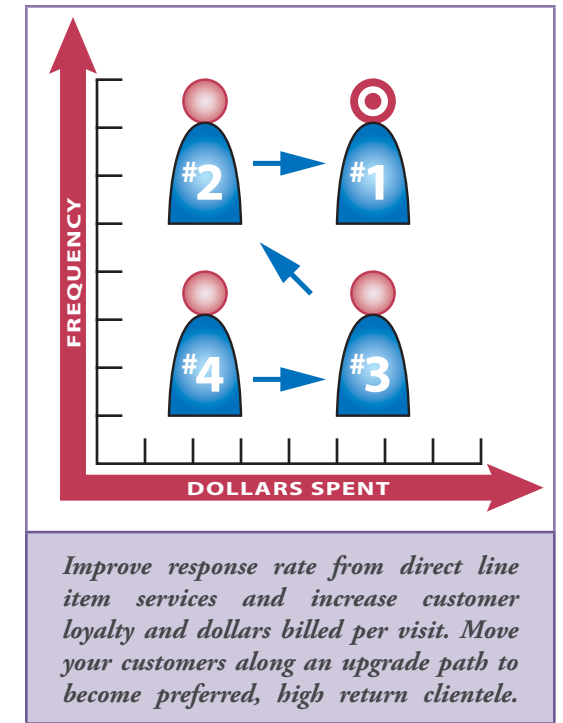 #2
#1
FREQUENCY
#4
#3
DOLLARS SPENT
Improve response rate from direct line
item services and increase customer
loyalty and dollars billed per visit. Move
your customers along an upgrade path to
become preferred, high return clientele.